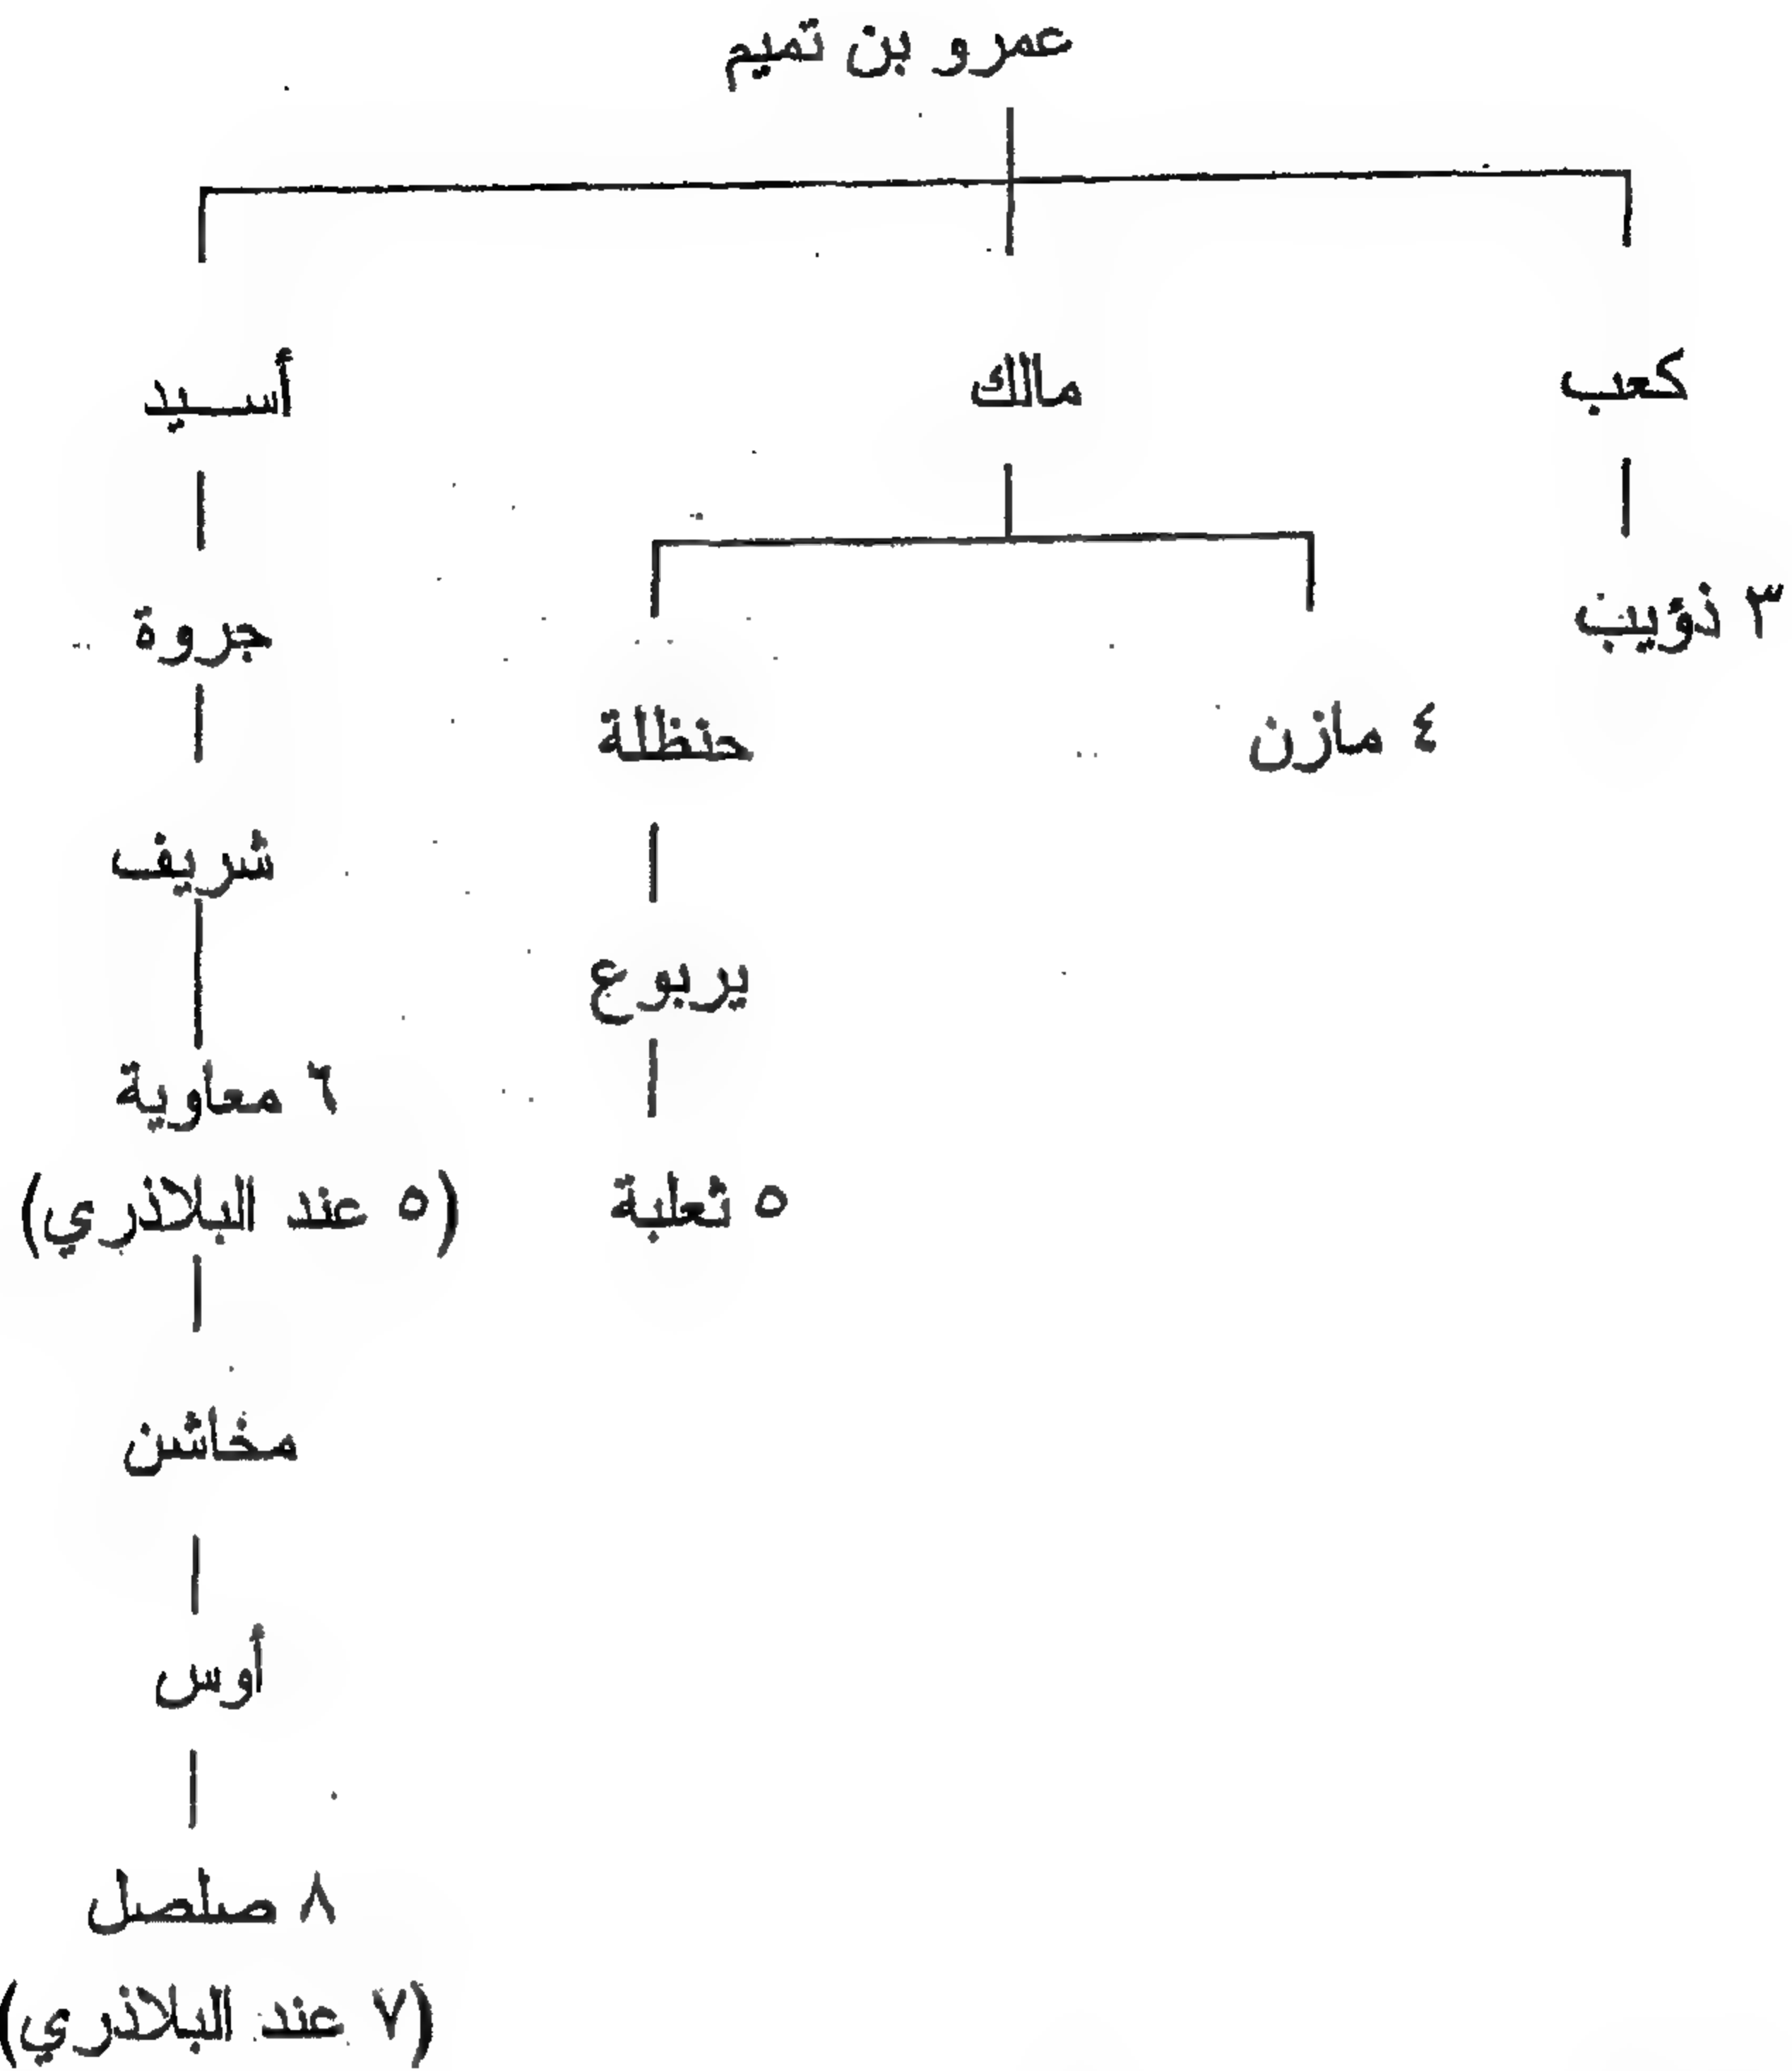 عمرو بن تميم
كعب
مالك
أسيد
٣ ذؤيب
جروة
٤ مازن
حنظلة
شريف
يربوع
٦ معاوية
٥ ثعلبة
(٥ عند البلاذري)
مخاشن
أوس
٨ صلصل
(٧ عند البلاذري)